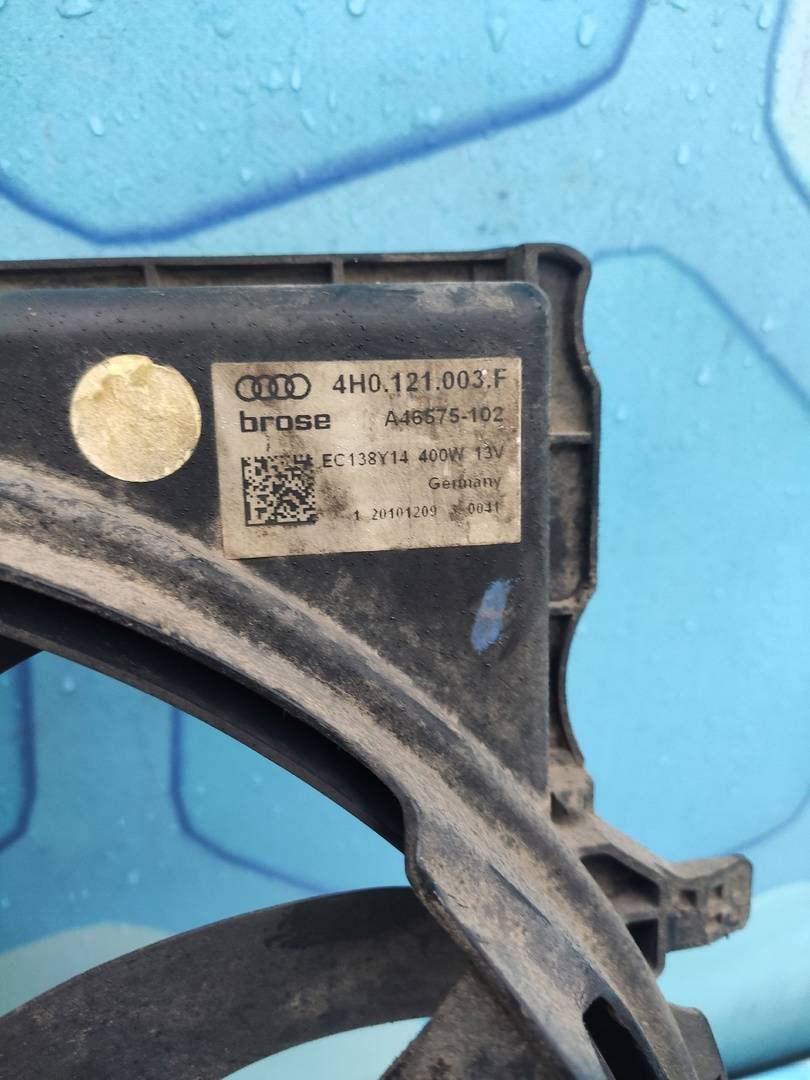 4H0.121.003.F
brose A46575-102
EC138Y14 400W 13V
Germany
1 20101209 3 0041